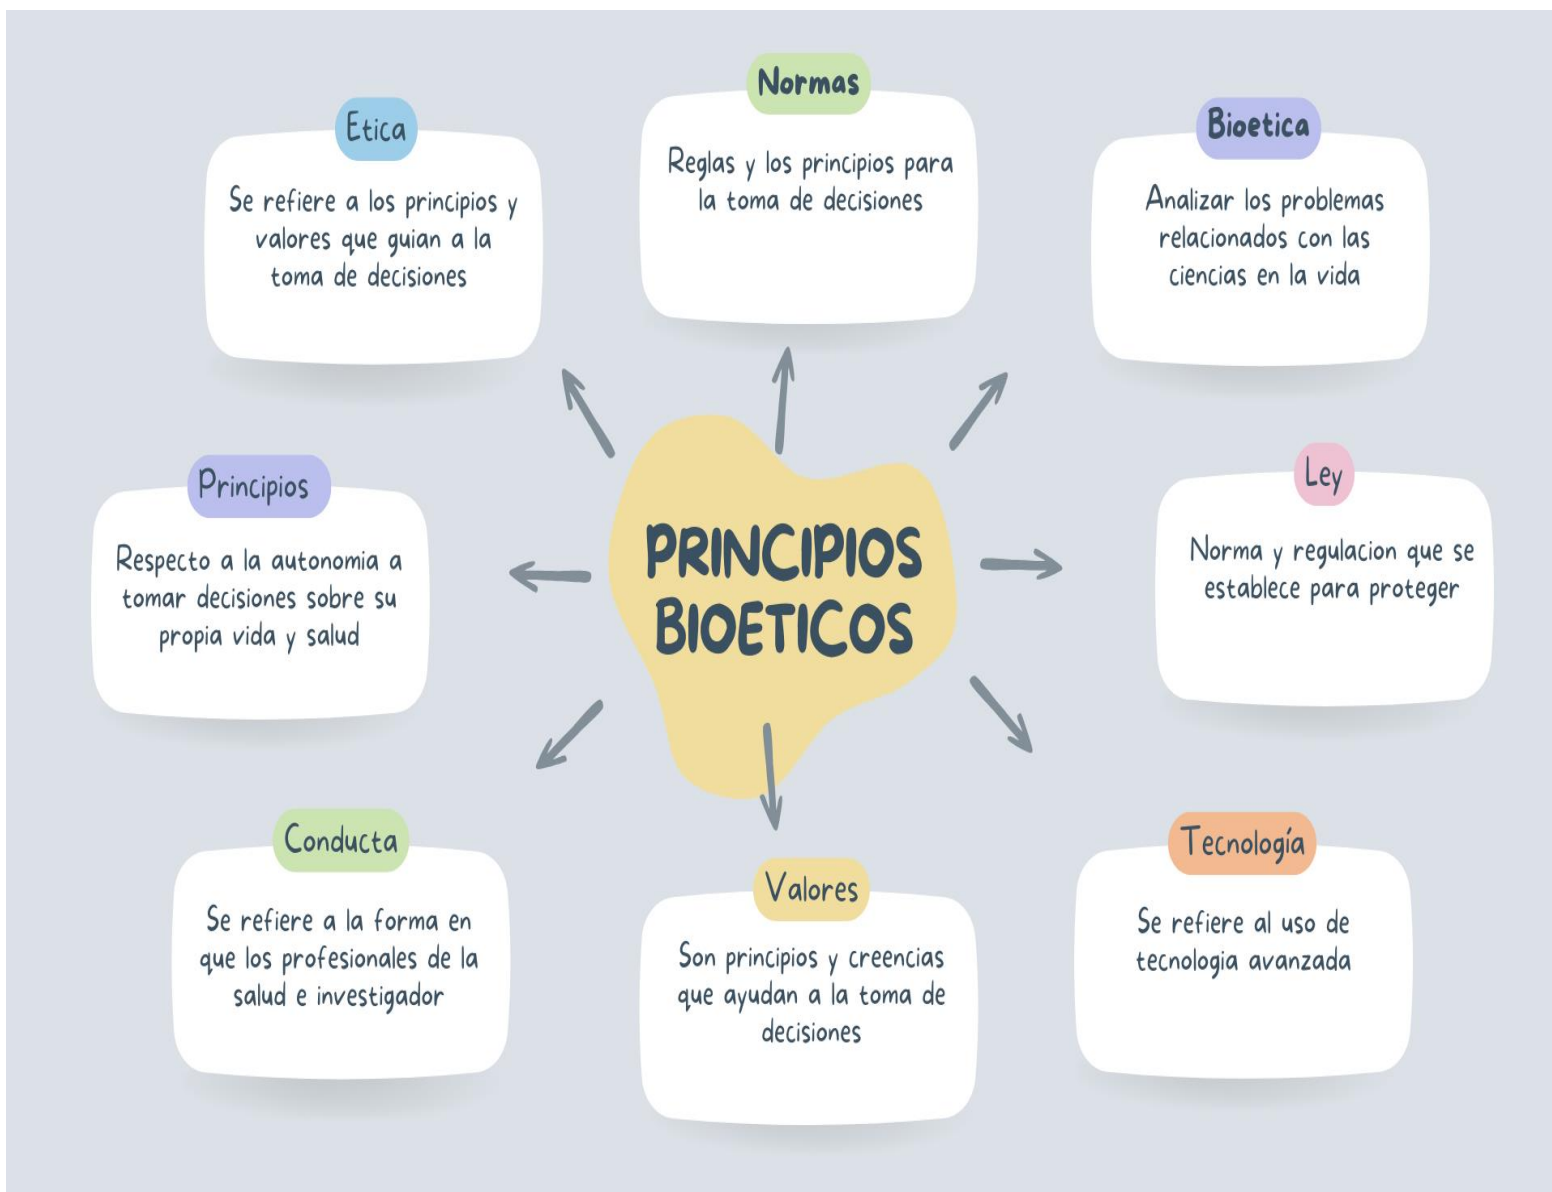 Etica
Se refiere a los principios y
valores que guian a la
toma de decisiones
Normas
Reglas y los principios para
la toma de decisiones
Bioetica
Analizar los problemas
relacionados con las
ciencias en la vida
Principios
Respecto a la autonomia a
tomar decisiones sobre su
propia vida y salud
PRINCIPIOS
BIOETICOS
Ley
Norma y regulacion que se
establece para proteger
Conducta
Se refiere a la forma en
que los profesionales de la
salud e investigador
Valores
Son principios y creencias
que ayudan a la toma de
decisiones
Tecnología
Se refiere al uso de
tecnologia avanzada